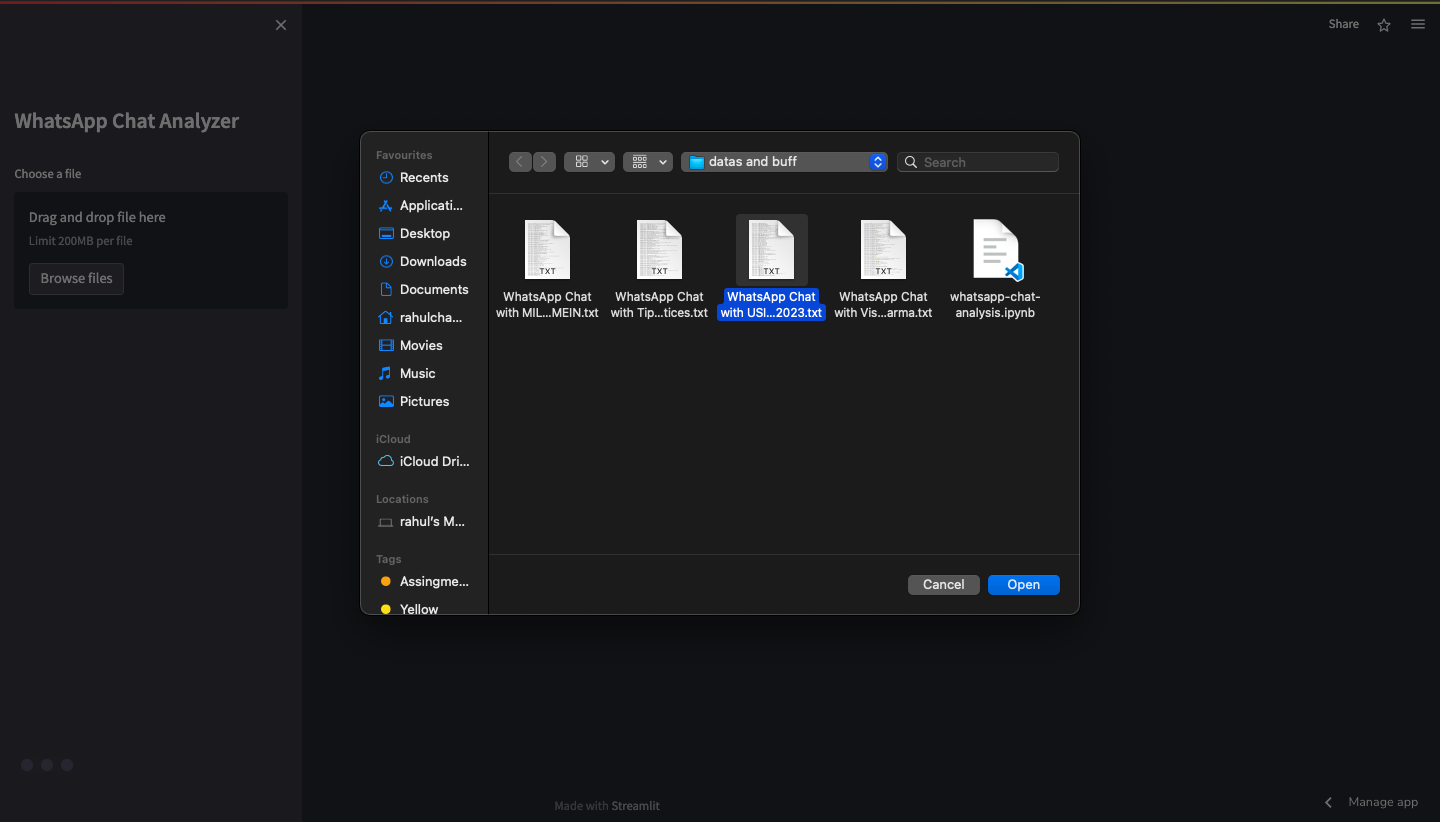 Share
WhatsApp Chat Analyzer
Choose a file
Drag and drop file here
Limit 200MB per file
Browse files
Favourites
Recents
Applicati...
Desktop
Downloads
Documents
rahulcha...
Movies
Music
Pictures
iCloud
iCloud Dri...
Locations
rahul's M...
Tags
Assingme...
Yellow
datas and buff
Search
TXT
WhatsApp Chat
with MIL...MEIN.txt
TXT
WhatsApp Chat
with Tip...tices.txt
TXT
WhatsApp Chat
with USI...2023.txt
TXT
WhatsApp Chat
with Vis...arma.txt
whatsapp-chat-
analysis.ipynb
Cancel
Open
Made with Streamlit
Manage app